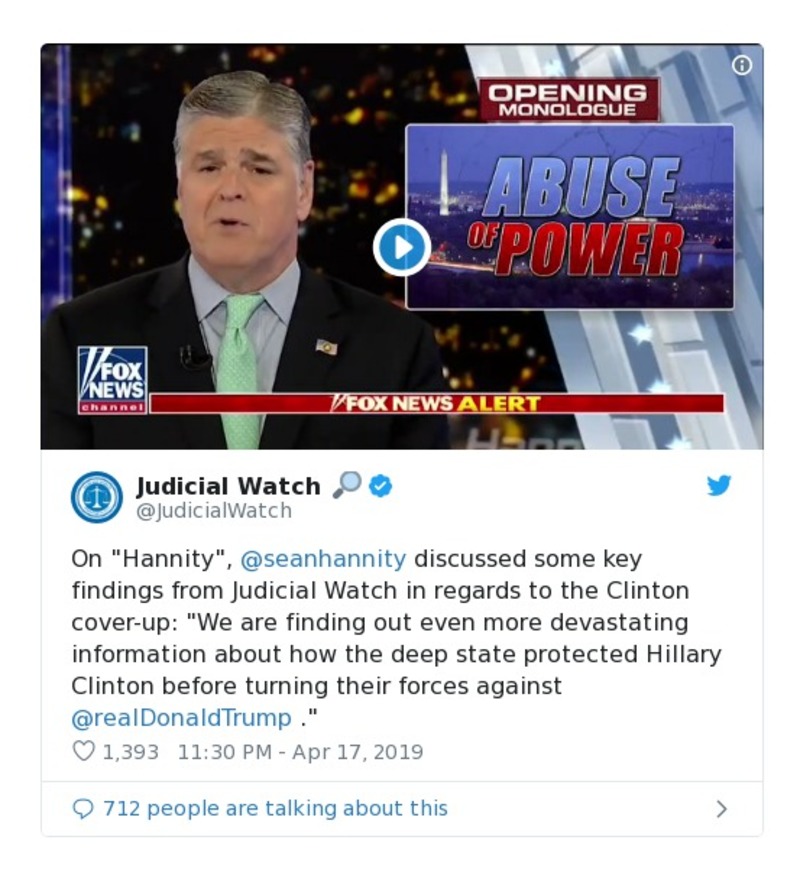 OPENING
MONOLOGUE
ABUSE
OF POWER
FOX
NEWS
channel
FOX NEWS ALERT
Hann
Judicial Watch
@JudicialWatch
On "Hannity", @seanhannity discussed some key
findings from Judicial Watch in regards to the Clinton
cover-up: "We are finding out even more devastating
information about how the deep state protected Hillary
Clinton before turning their forces against
@realDonaldTrump ."
1,393 11:30 PM - Apr 17, 2019
712 people are talking about this